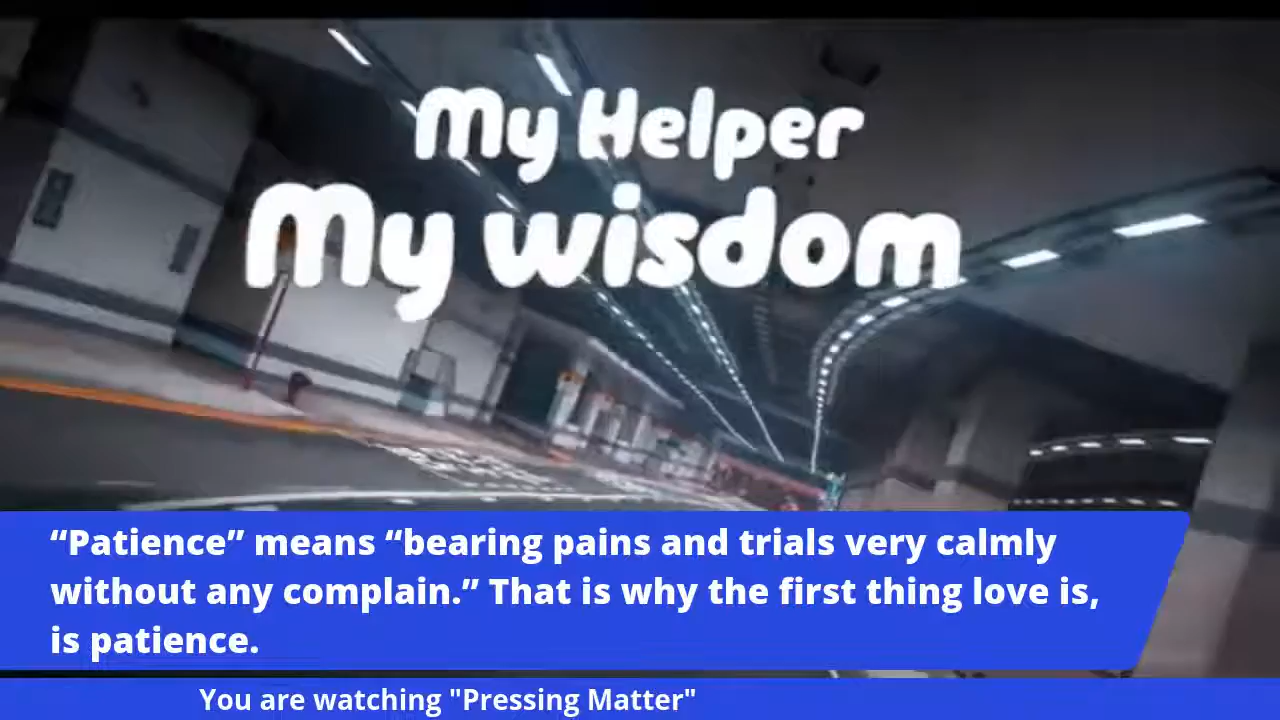 My Helper
My wisdom
“Patience” means “bearing pains and trials very calmly
without any complain.” That is why the first thing love is,
is patience.
You are watching "Pressing Matter"